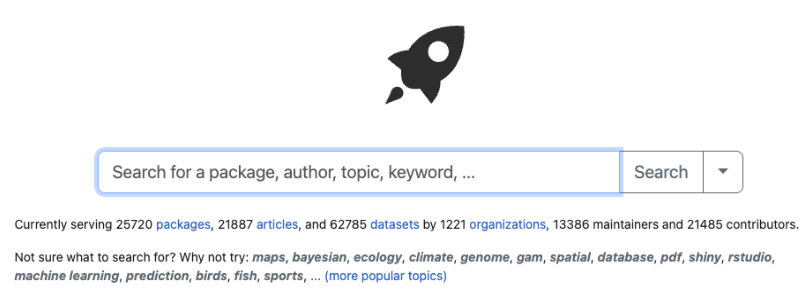 Search for a package, author, topic, keyword, ...
Search
Currently serving 25720 packages, 21887 articles, and 62785 datasets by 1221 organizations, 13386 maintainers and 21485 contributors.
Not sure what to search for? Why not try: maps, bayesian, ecology, climate, genome, gam, spatial, database, pdf, shiny, rstudio,
machine learning, prediction, birds, fish, sports, ... (more popular topics)